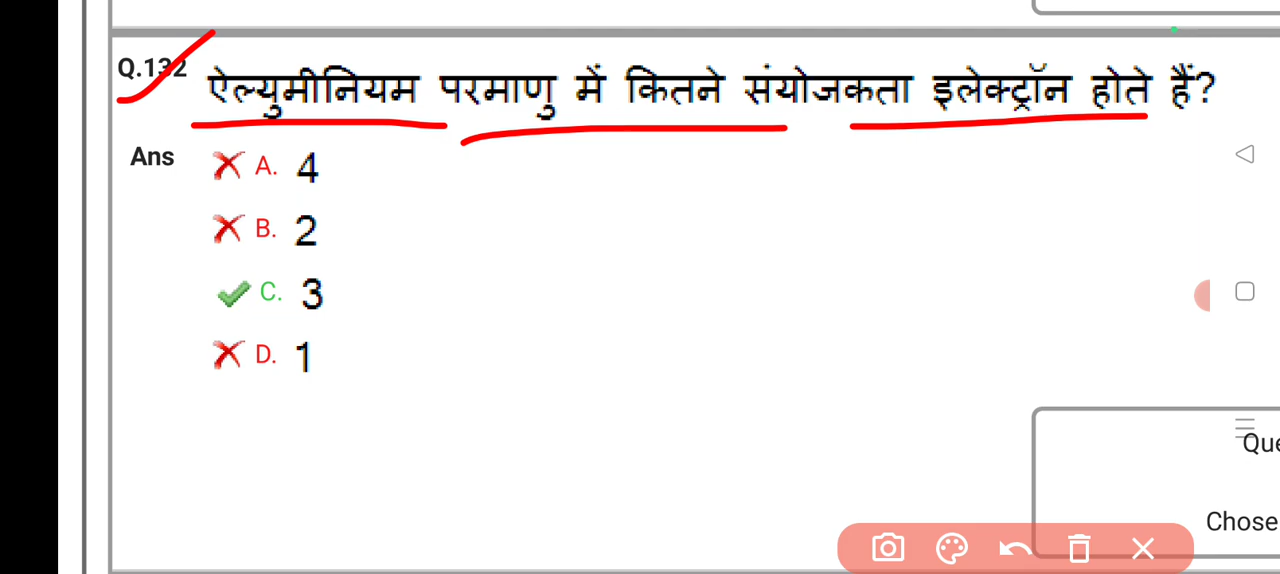 Q.132 ऐल्युमीनियम परमाणु में कितने संयोजकता इलेक्ट्रॉन होते हैं?
Ans A. 4
B. 2
C. 3
D. 1
Que
Chose